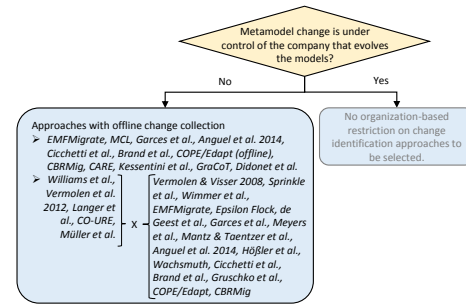 Metamodel change is under
control of the company that evolves
the models?
No
Yes
Approaches with offline change collection
➢ EMFMigrate, MCL, Garces et al., Anguel et al. 2014,
Cicchetti et al., Brand et al., COPE/Edapt (offline),
CBRMig, CARE, Kessentini et al., GraCoT, Didonet et al.
➢ Williams et al.,
Vermolen et al.
2012, Langer et
al., CO-URE,
Müller et al.
X
Vermolen & Visser 2008, Sprinkle
et al., Wimmer et al.,
EMFMigrate, Epsilon Flock, de
Geest et al., Garces et al., Meyers
et al., Mantz & Taentzer et al.,
Anguel et al. 2014, Hößler et al.,
Wachsmuth, Cicchetti et al.,
Brand et al., Gruschko et al.,
COPE/Edapt, CBRMig
No organization-based
restriction on change
identification approaches to
be selected.